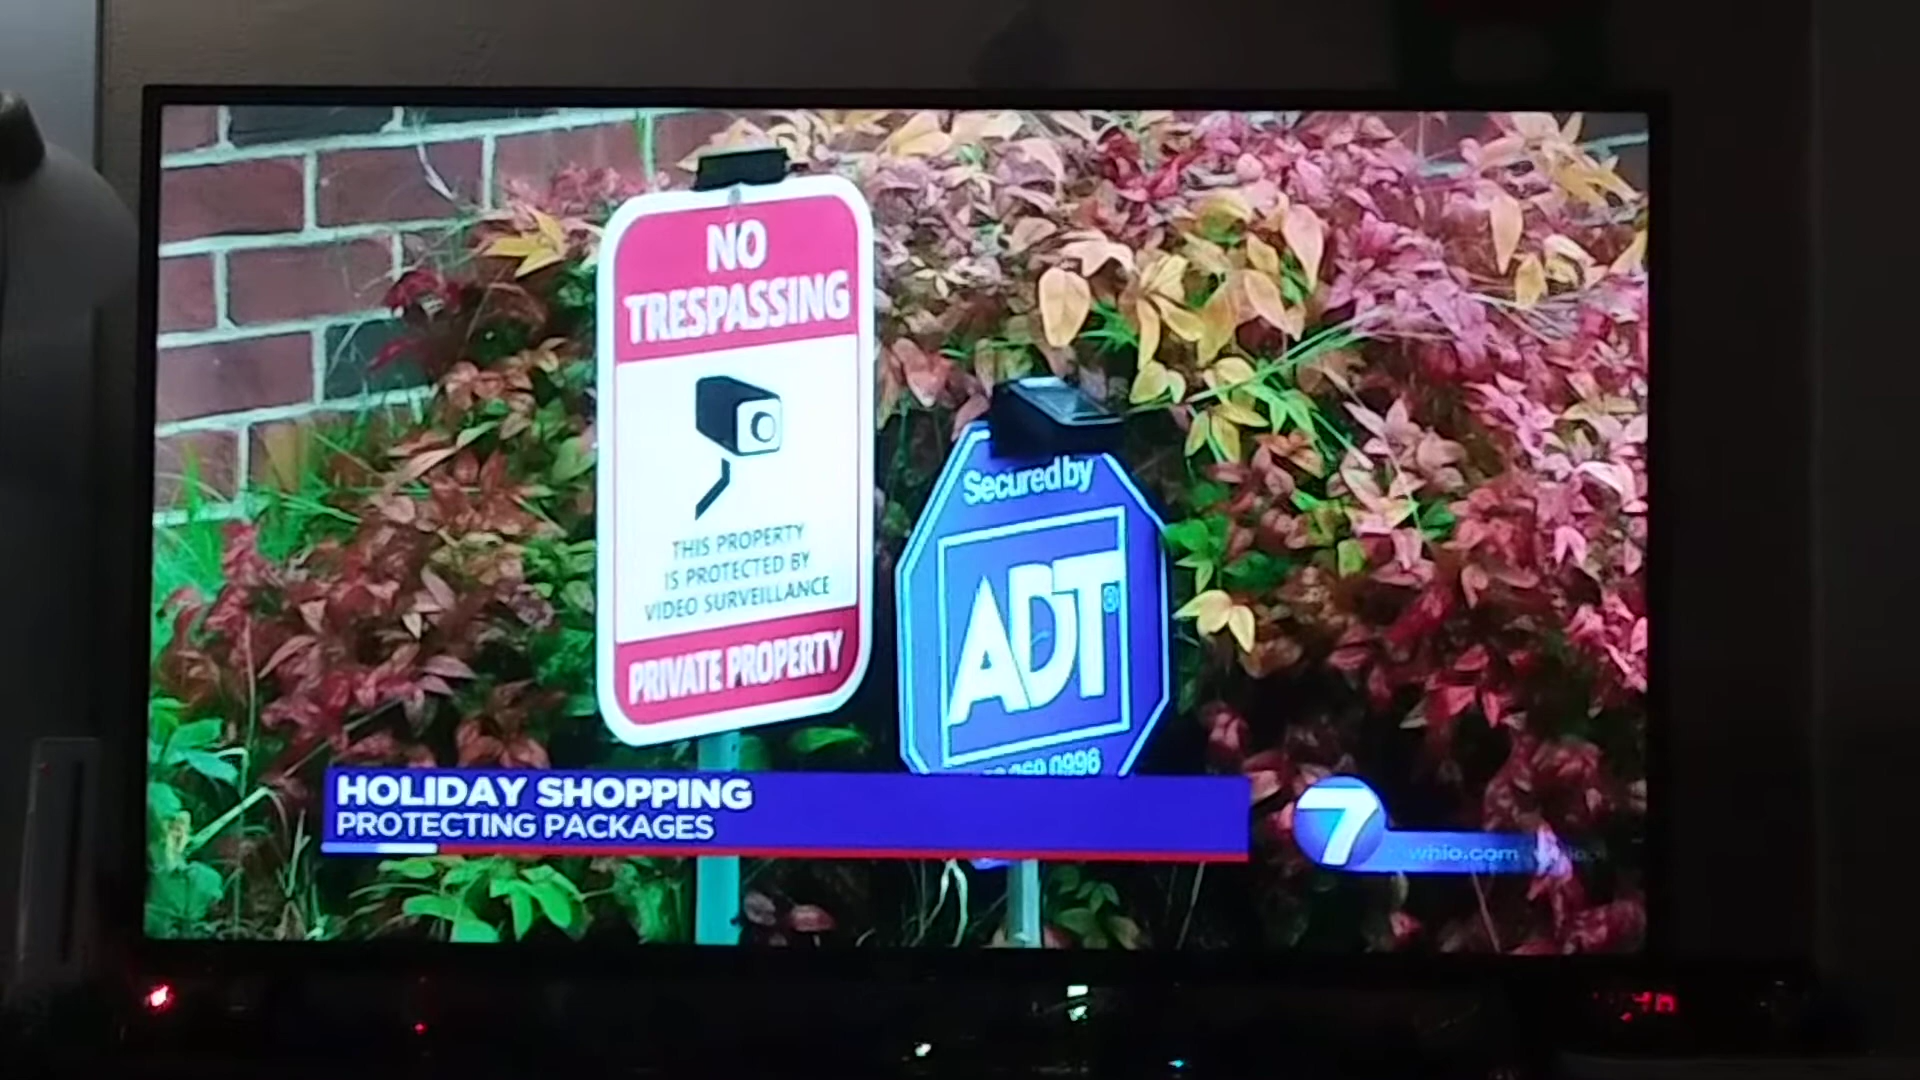 NO
TRESPASSING
THIS PROPERTY
IS PROTECTED BY
VIDEO SURVEILLANCE
PRIVATE PROPERTY
Secured by
ADT®
0996
HOLIDAY SHOPPING
PROTECTING PACKAGES
7
whio.com